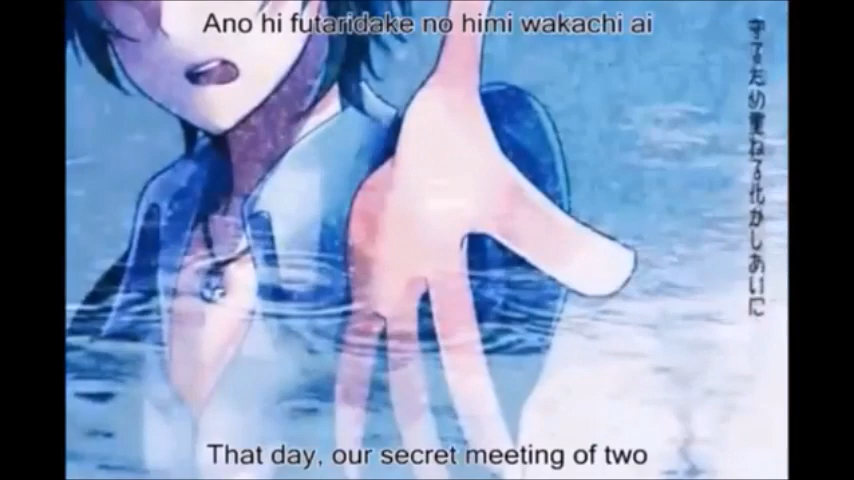 Ano hi futaridake no himi wakachi ai
守るため重ねる化かしあいに
That day, our secret meeting of two